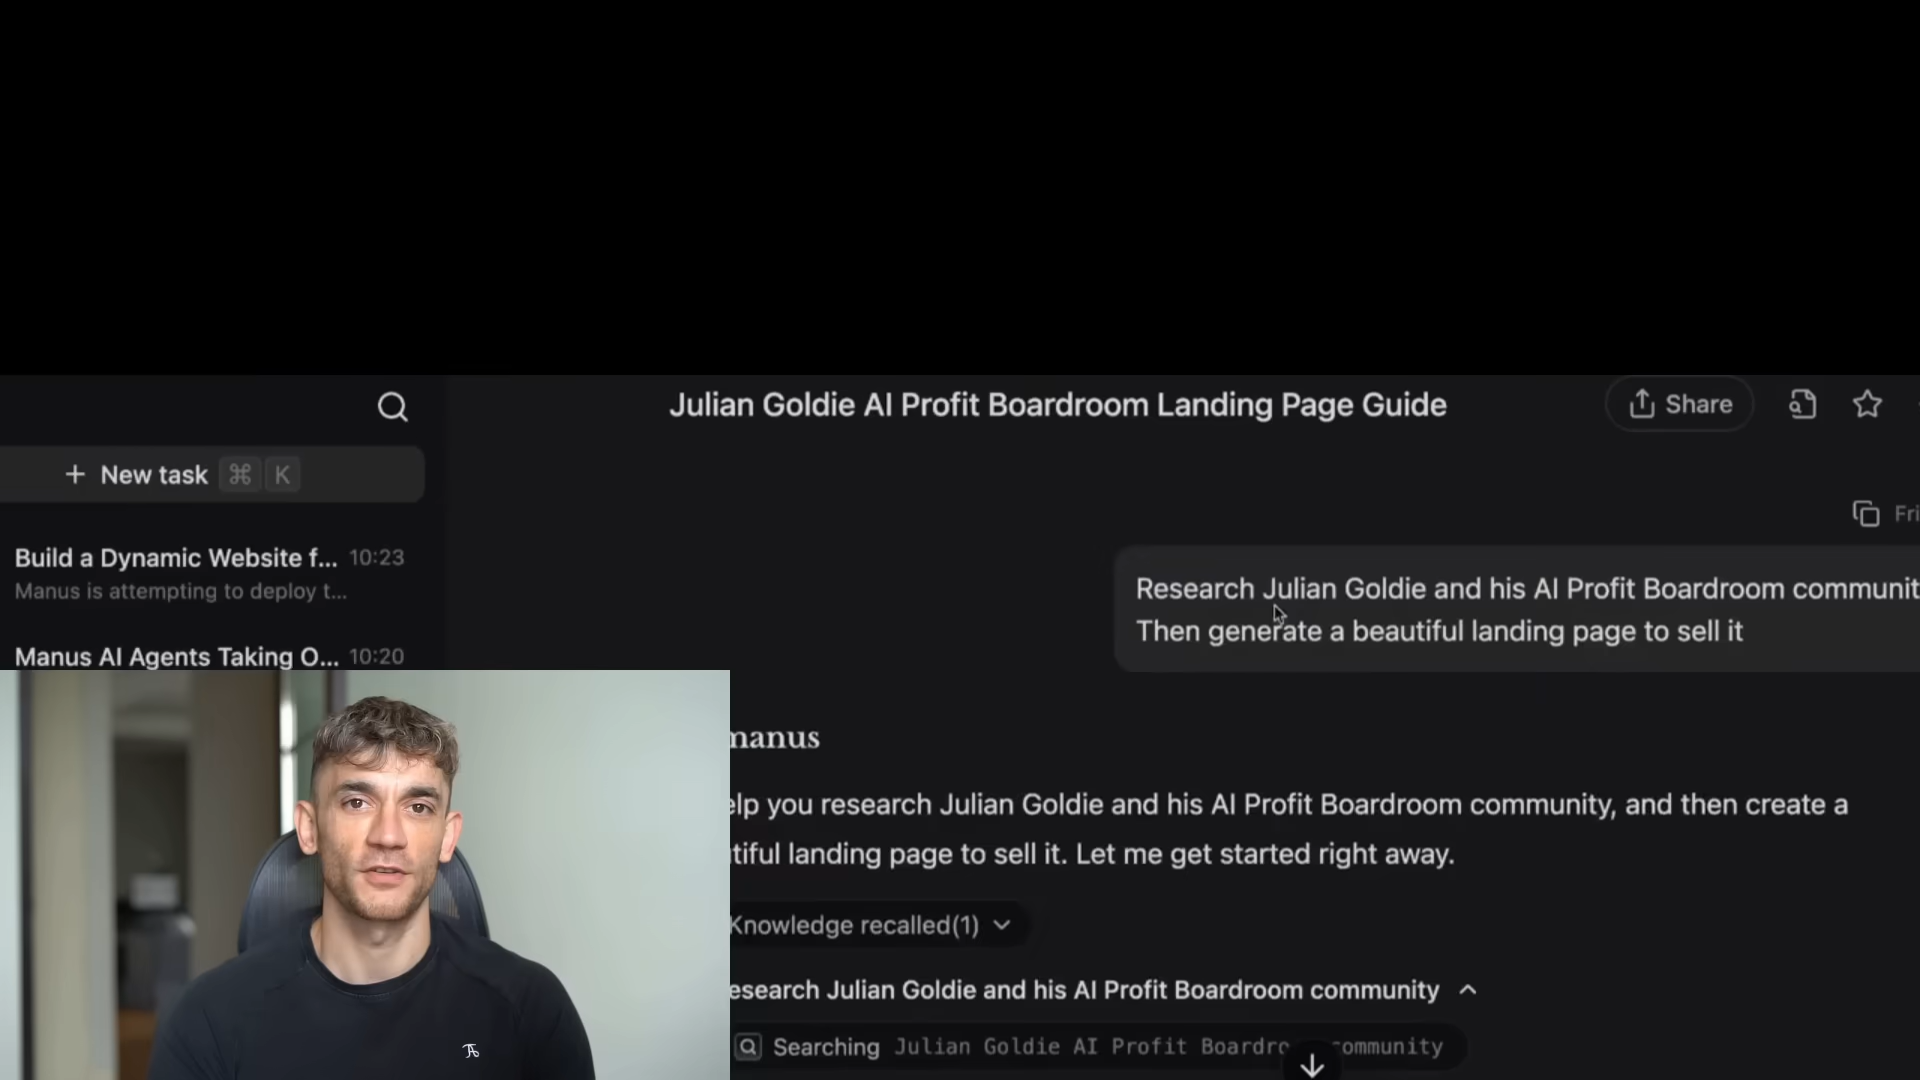 Julian Goldie AI Profit Boardroom Landing Page Guide
Share
New task ⌘ K
Fri
Build a Dynamic Website f... 10:23
Manus is attempting to deploy t...
Research Julian Goldie and his AI Profit Boardroom communit
Then generate a beautiful landing page to sell it
Manus AI Agents Taking O... 10:20
manus
elp you research Julian Goldie and his AI Profit Boardroom community, and then create a
tiful landing page to sell it. Let me get started right away.
Knowledge recalled(1)
esearch Julian Goldie and his AI Profit Boardroom community
Searching Julian Goldie AI Profit Boardro ommunity